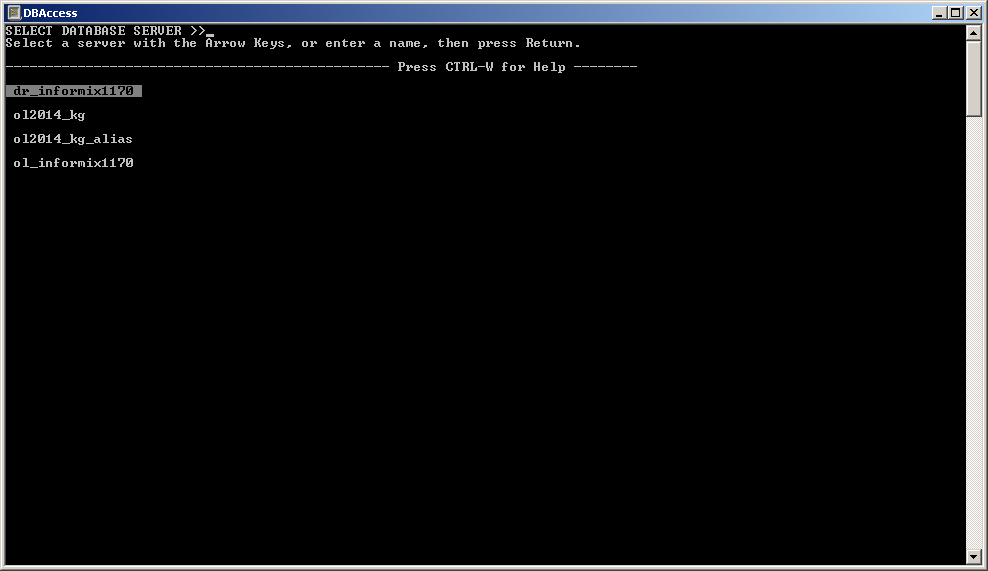 DBAccess
SELECT DATABASE SERVER >>_
Select a server with the Arrow Keys, or enter a name, then press Return.
------------------------------------------------ Press CTRL-W for Help --------
dr_informix1170
ol2014_kg
ol2014_kg_alias
ol_informix1170